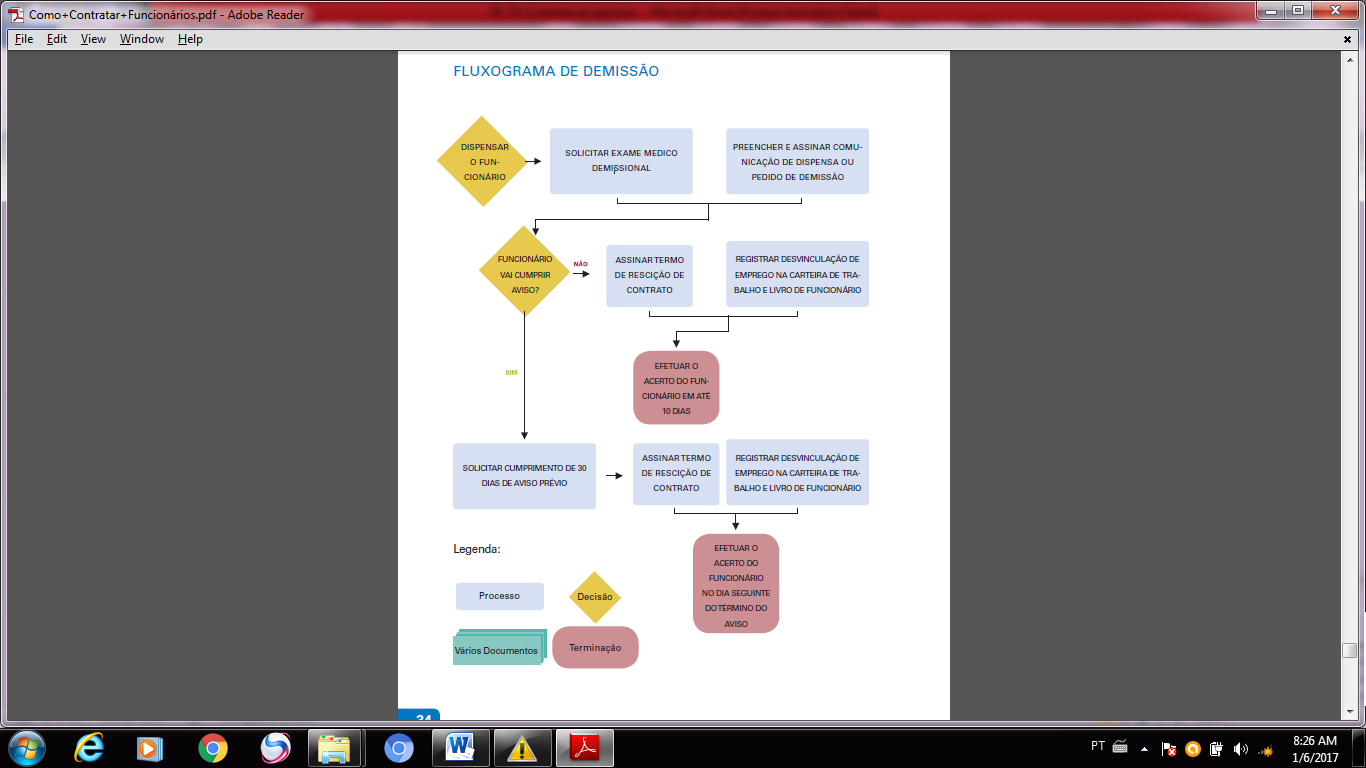 Como+Contratar+Funcionários.pdf - Adobe Reader
File Edit View Window Help
FLUXOGRAMA DE DEMISSÃO
DISPENSAR
O FUN-
CIONÁRIO
SOLICITAR EXAME MEDICO
DEMISSIONAL
PREENCHER E ASSINAR COMU-
NICAÇÃO DE DISPENSA OU
PEDIDO DE DEMISSÃO
FUNCIONÁRIO
VAI CUMPRIR
AVISO?
NÃO
ASSINAR TERMO
DE RESCIÇÃO DE
CONTRATO
REGISTRAR DESVINCULAÇÃO DE
EMPREGO NA CARTEIRA DE TRA-
BALHO E LIVRO DE FUNCIONÁRIO
EFETUAR O
ACERTO DO FUN-
CIONÁRIO EM ATÉ
10 DIAS
SIM
SOLICITAR CUMPRIMENTO DE 30
DIAS DE AVISO PRÉVIO
ASSINAR TERMO
DE RESCIÇÃO DE
CONTRATO
REGISTRAR DESVINCULAÇÃO DE
EMPREGO NA CARTEIRA DE TRA-
BALHO E LIVRO DE FUNCIONÁRIO
EFETUAR O
ACERTO DO
FUNCIONÁRIO
NO DIA SEGUINTE
DO TÉRMINO DO
AVISO
Legenda:
Processo
Decisão
Vários Documentos
Terminação
34
PT
8:26 AM
1/6/2017